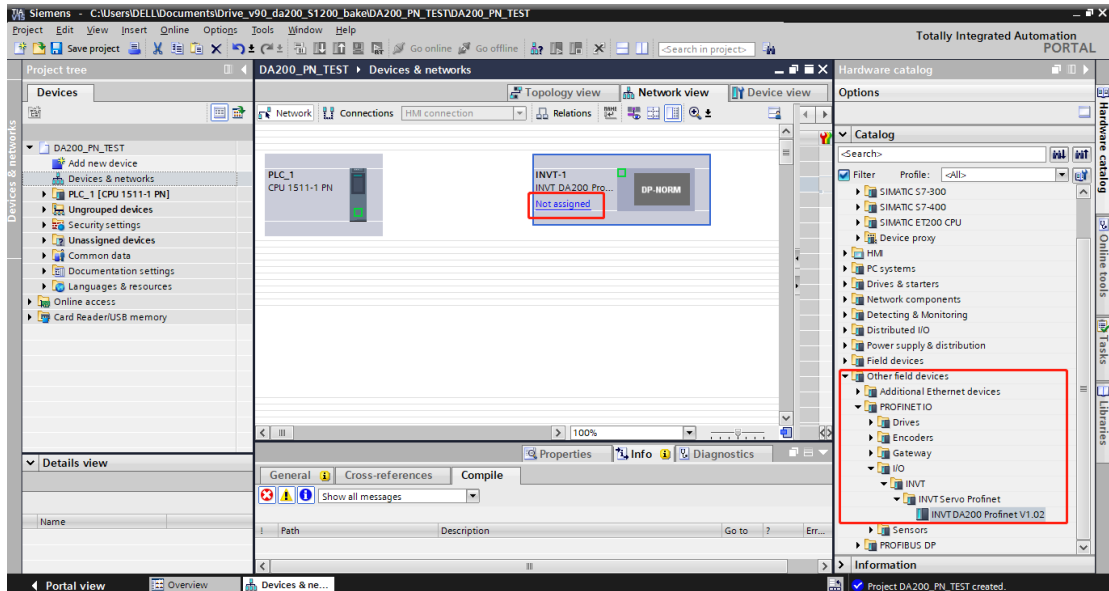 Siemens - C:\Users\DELL\Documents\Drive_v90_da200_S1200_bake\DA200_PN_TEST\DA200_PN_TEST
Project Edit View Insert Online Options Tools Window Help
Totally Integrated Automation
PORTAL
Save project
Go online
Go offline
<Search in project>
Project tree
DA200_PN_TEST
Devices & networks
Hardware catalog
Devices
Topology view
Network view
Device view
Options
Network
Connections
HMI connection
Relations
Catalog
DA200_PN_TEST
Add new device
Devices & networks
PLC_1 [CPU 1511-1 PN]
Ungrouped devices
Security settings
Unassigned devices
Common data
Documentation settings
Languages & resources
Online access
Card Reader/USB memory
PLC_1
CPU 1511-1 PN
INVT-1
INVT DA200 Pro...
Not assigned
DP-NORM
100%
<Search>
Filter
Profile:
<All>
SIMATIC S7-300
SIMATIC S7-400
SIMATIC ET200 CPU
Device proxy
HMI
PC systems
Drives & starters
Network components
Detecting & Monitoring
Distributed I/O
Power supply & distribution
Field devices
Other field devices
Additional Ethernet devices
PROFINET IO
Drives
Encoders
Gateway
I/O
INVT
INVT Servo Profinet
INVT DA200 Profinet V1.02
Sensors
PROFIBUS DP
Information
Devices & networks
Hardware catalog
Online tools
Tasks
Libraries
Details view
Name
Properties
Info
Diagnostics
General
Cross-references
Compile
Show all messages
! Path Description Go to ? Err...
Portal view
Overview
Devices & ne...
Project DA200_PN_TEST created.